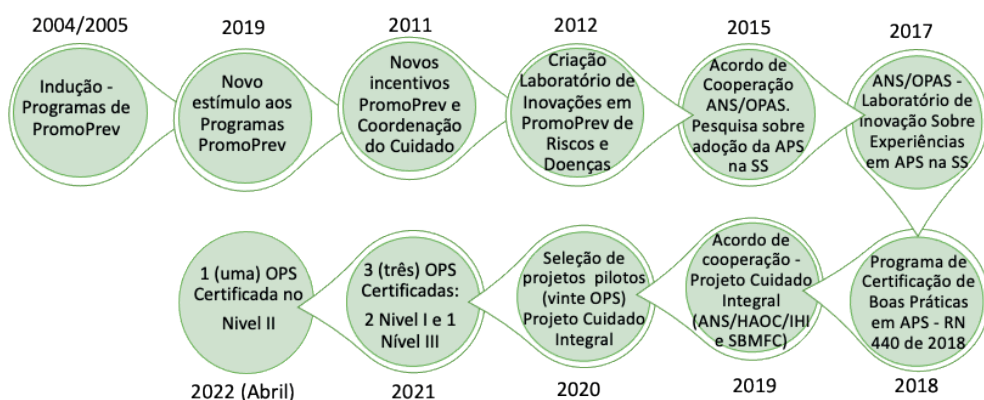 2004/2005
Indução -
Programas de
PromoPrev
2019
Novo
estímulo aos
Programas
PromoPrev
2011
Novos
incentivos
PromoPrev e
Coordenação
do Cuidado
2012
Criação
Laboratório de
Inovações em
PromoPrev de
Riscos e
Doenças
2015
Acordo de
Cooperação
ANS/OPAS.
Pesquisa sobre
adoção da APS
na SS
2017
ANS/OPAS -
Laboratório de
Inovação Sobre
Experiências
em APS na SS
Programa de
Certificação de
Boas Práticas
em APS - RN
440 de 2018
2018
Acordo de
cooperação -
Projeto Cuidado
Integral
(ANS/HAOC/IHI
e SBMFC)
2019
Seleção de
projetos pilotos
(vinte OPS)
Projeto Cuidado
Integral
2020
3 (três) OPS
Certificadas:
2 Nivel I e 1
Nível III
2021
1 (uma) OPS
Certificada no
Nivel II
2022 (Abril)